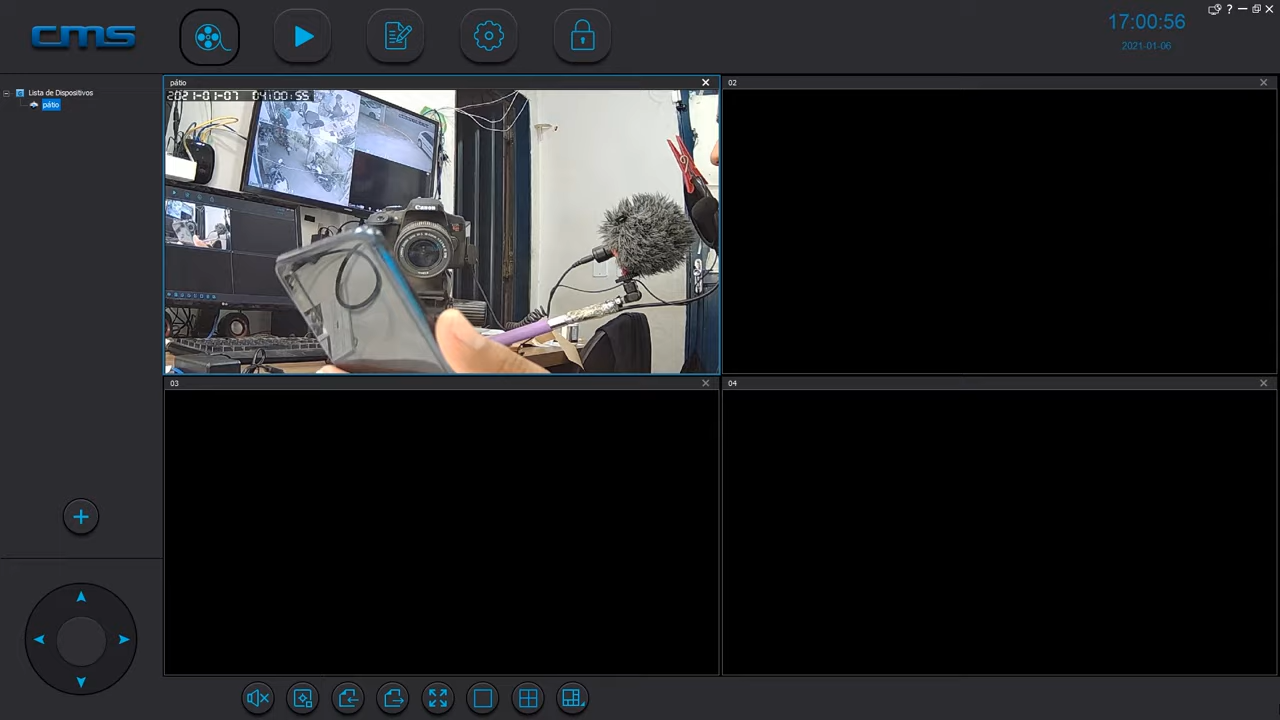 cms
?
17:00:56
2021-01-06
Lista de Dispositivos
pátio
pátio
2021-01-07 04:00:55
Canon
02
03
04